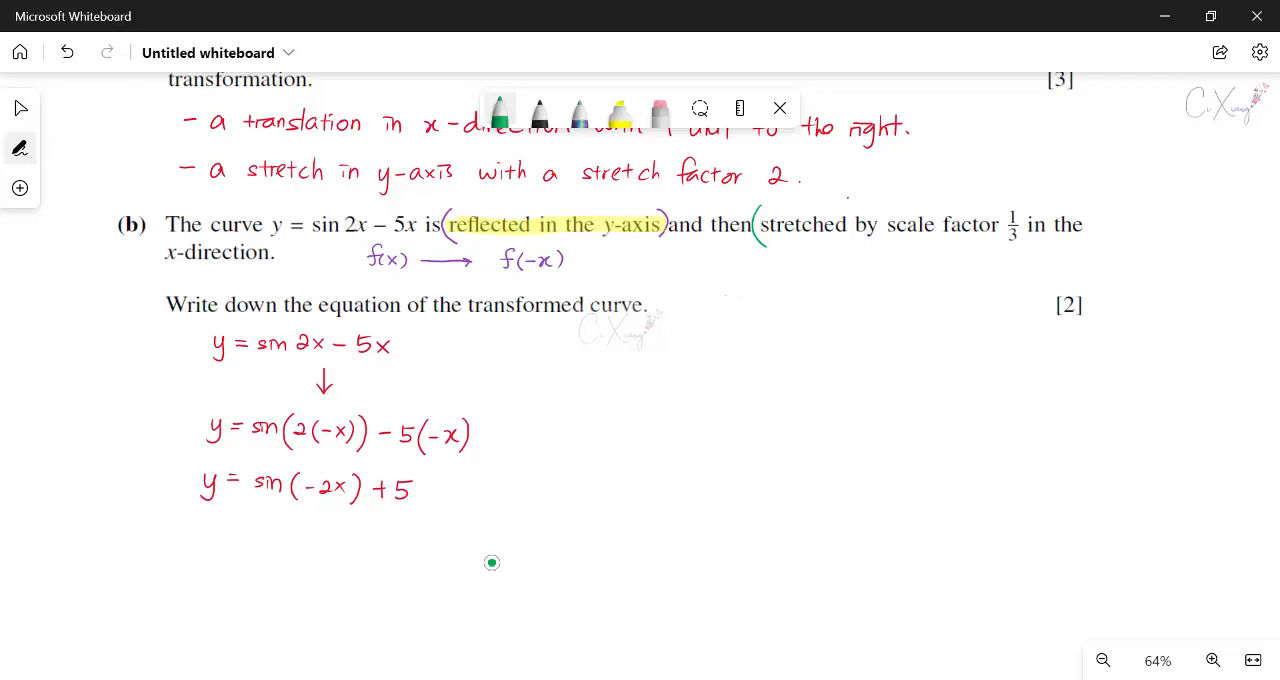 Microsoft Whiteboard
Untitled whiteboard
transformation. [3]
- a translation in x-direction with 1 unit to the right.
- a stretch in y-axis with a stretch factor 2.
(b) The curve y = sin 2x − 5x is (reflected in the y-axis) and then (stretched by scale factor 1/3 in the
x-direction.
f(x) → f(-x)
Write down the equation of the transformed curve. [2]
y = sin 2x - 5x
↓
y = sin(2(-x)) - 5(-x)
y = sin(-2x) + 5
64%